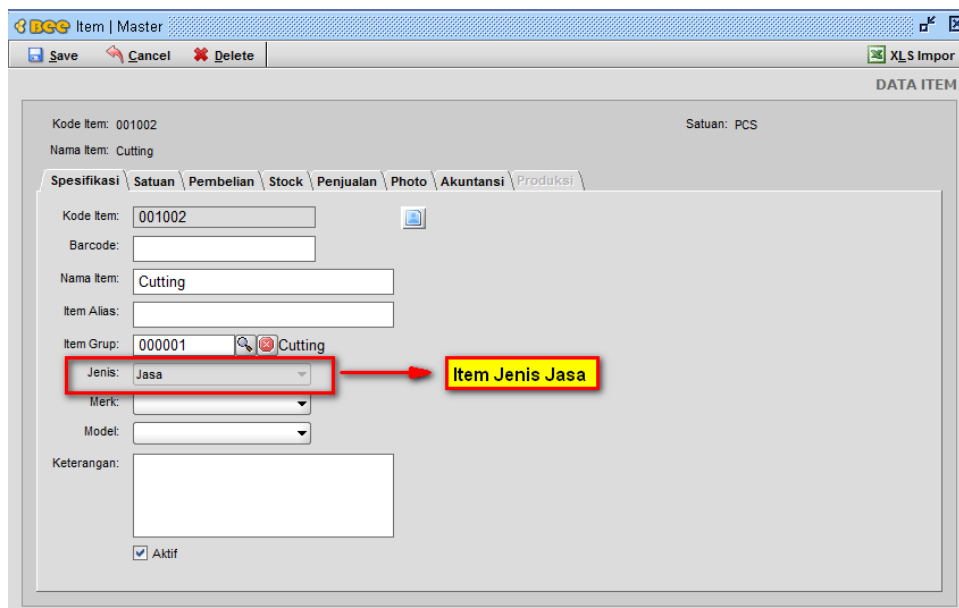 Bee Item | Master
Save Cancel Delete XLS Impor
DATA ITEM
Kode Item: 001002 Satuan: PCS
Nama Item: Cutting
Spesifikasi Satuan Pembelian Stock Penjualan Photo Akuntansi Produksi
Kode Item: 001002
Barcode:
Nama Item: Cutting
Item Alias:
Item Grup: 000001 Cutting
Jenis: Jasa Item Jenis Jasa
Merk:
Model:
Keterangan:
Aktif